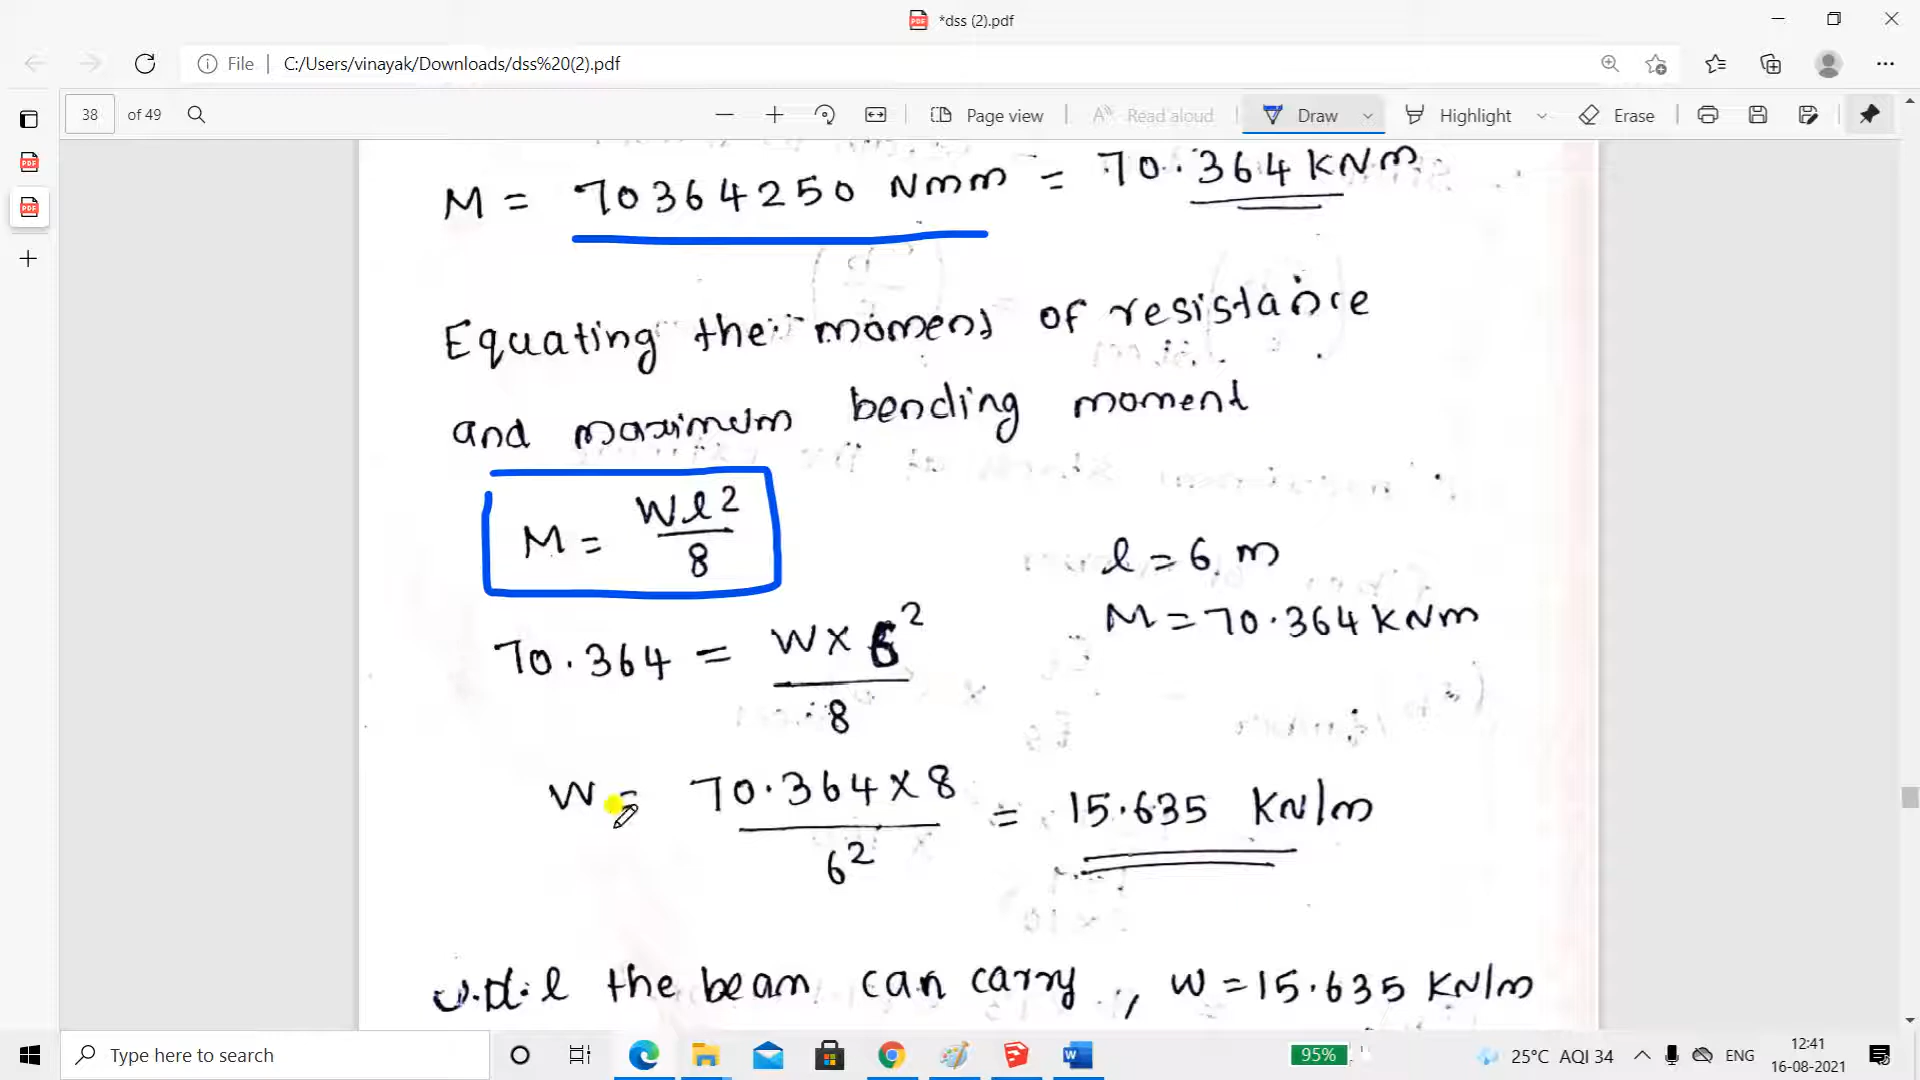 *dss (2).pdf
File | C:/Users/vinayak/Downloads/dss%20(2).pdf
38 of 49 Page view Read aloud Draw Highlight Erase
M = 70364250 Nmm = 70.364 KNm
Equating the moment of resistance
and maximum bending moment
M = Wl²/8
l = 6 m
M = 70.364 KNm
70.364 = W x 6²/8
W = 70.364 x 8/6² = 15.635 KN/m
U.d.l the beam can carry, W = 15.635 KN/m
Type here to search
95%
25°C AQI 34
ENG
12:41
16-08-2021